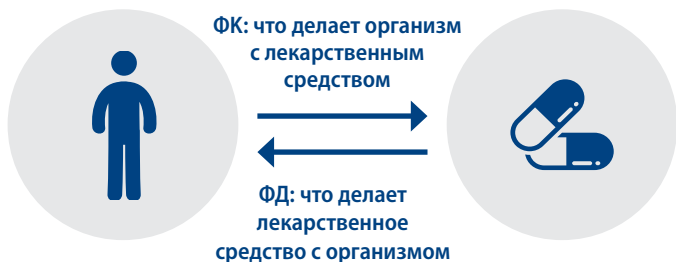 ФК: что делает организм
с лекарственным
средством
ФД: что делает
лекарственное
средство с организмом